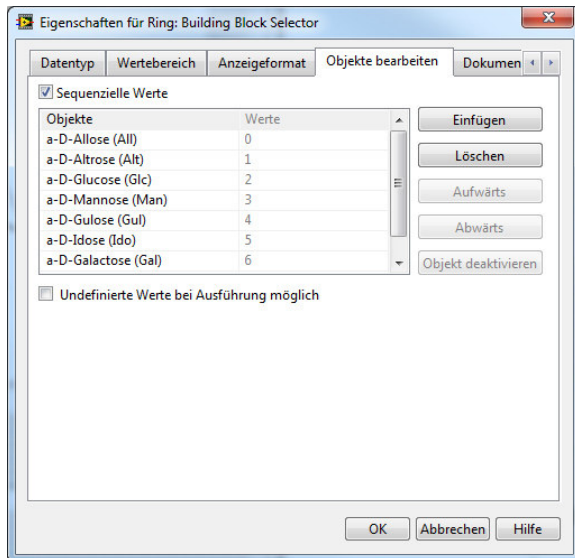 Eigenschaften für Ring: Building Block Selector
Datentyp Wertebereich Anzeigeformat Objekte bearbeiten Dokumen
Sequenzielle Werte
Objekte Werte
a-D-Allose (All) 0
a-D-Altrose (Alt) 1
a-D-Glucose (Glc) 2
a-D-Mannose (Man) 3
a-D-Gulose (Gul) 4
a-D-Idose (Ido) 5
a-D-Galactose (Gal) 6
Einfügen
Löschen
Aufwärts
Abwärts
Objekt deaktivieren
Undefinierte Werte bei Ausführung möglich
OK Abbrechen Hilfe